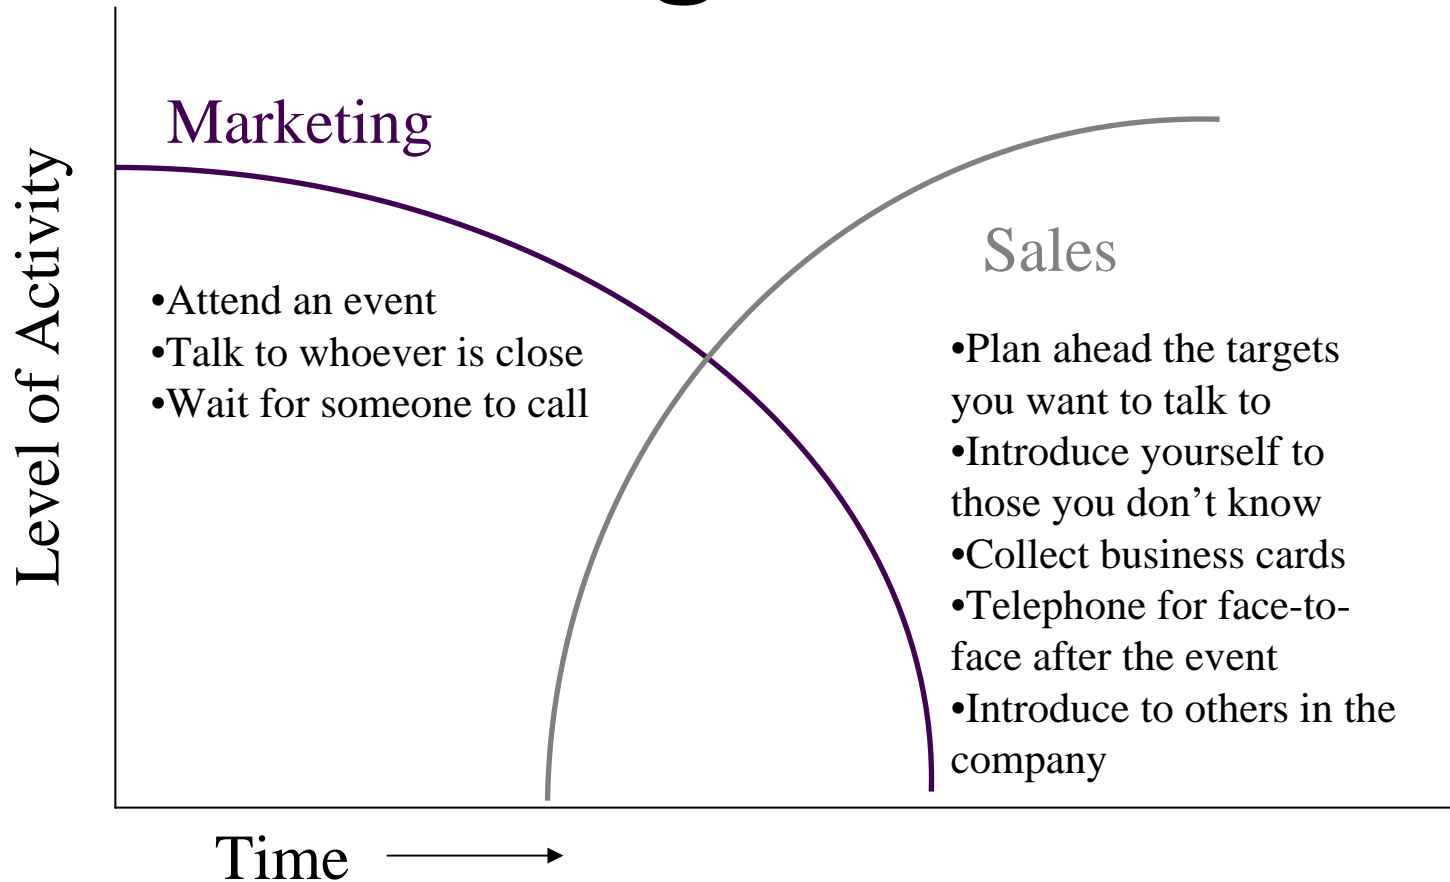 Marketing
Sales
Level of Activity
•Attend an event
•Talk to whoever is close
•Wait for someone to call
•Plan ahead the targets
you want to talk to
•Introduce yourself to
those you don’t know
•Collect business cards
•Telephone for face-to-
face after the event
•Introduce to others in the
company
Time